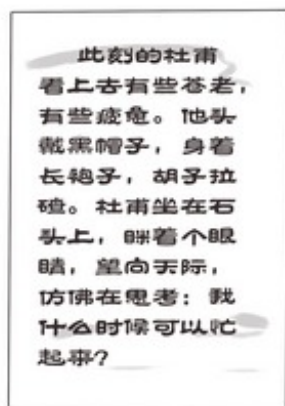 此刻的杜甫
看上去有些苍老，
有些疲惫。他头
戴黑帽子，身着
长袍子，胡子拉
碴。杜甫坐在石
头上，眯着个眼
睛，望向天际，
仿佛在思考：我
什么时候可以忙
起来？